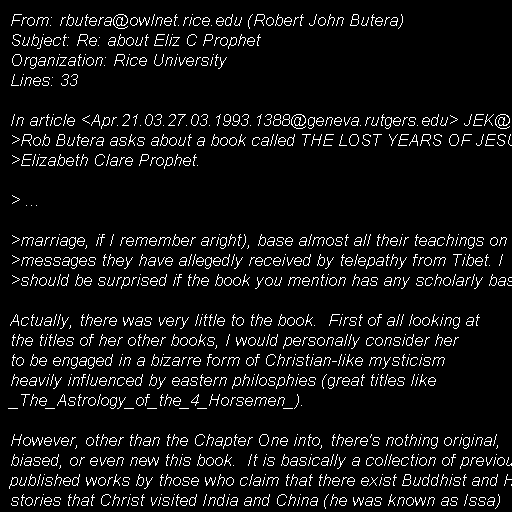 From: rbutera@owlnet.rice.edu (Robert John Butera)
Subject: Re: about Eliz C Prophet
Organization: Rice University
Lines: 33

In article <Apr.21.03.27.03.1993.1388@geneva.rutgers.edu> JEK@
>Rob Butera asks about a book called THE LOST YEARS OF
>Elizabeth Clare Prophet.

> ...

>marriage, if I remember aright), base almost all their teachings on
>messages they have allegedly received by telepathy from Tibet. I
>should be surprised if the book you mention has any scholarly

Actually, there was very little to the book. First of all looking at
the titles of her other books, I would personally consider her
to be engaged in a bizarre form of Christian-like mysticism
heavily influenced by eastern philosphies (great titles like
_The_Astrology_of_the_4_Horsemen_).

However, other than the Chapter One into, there's nothing original,
biased, or even new this book. It is basically a collection of
published works by those who claim that there exist Buddhist and
stories that Christ visited India and China (he was known as Issa)